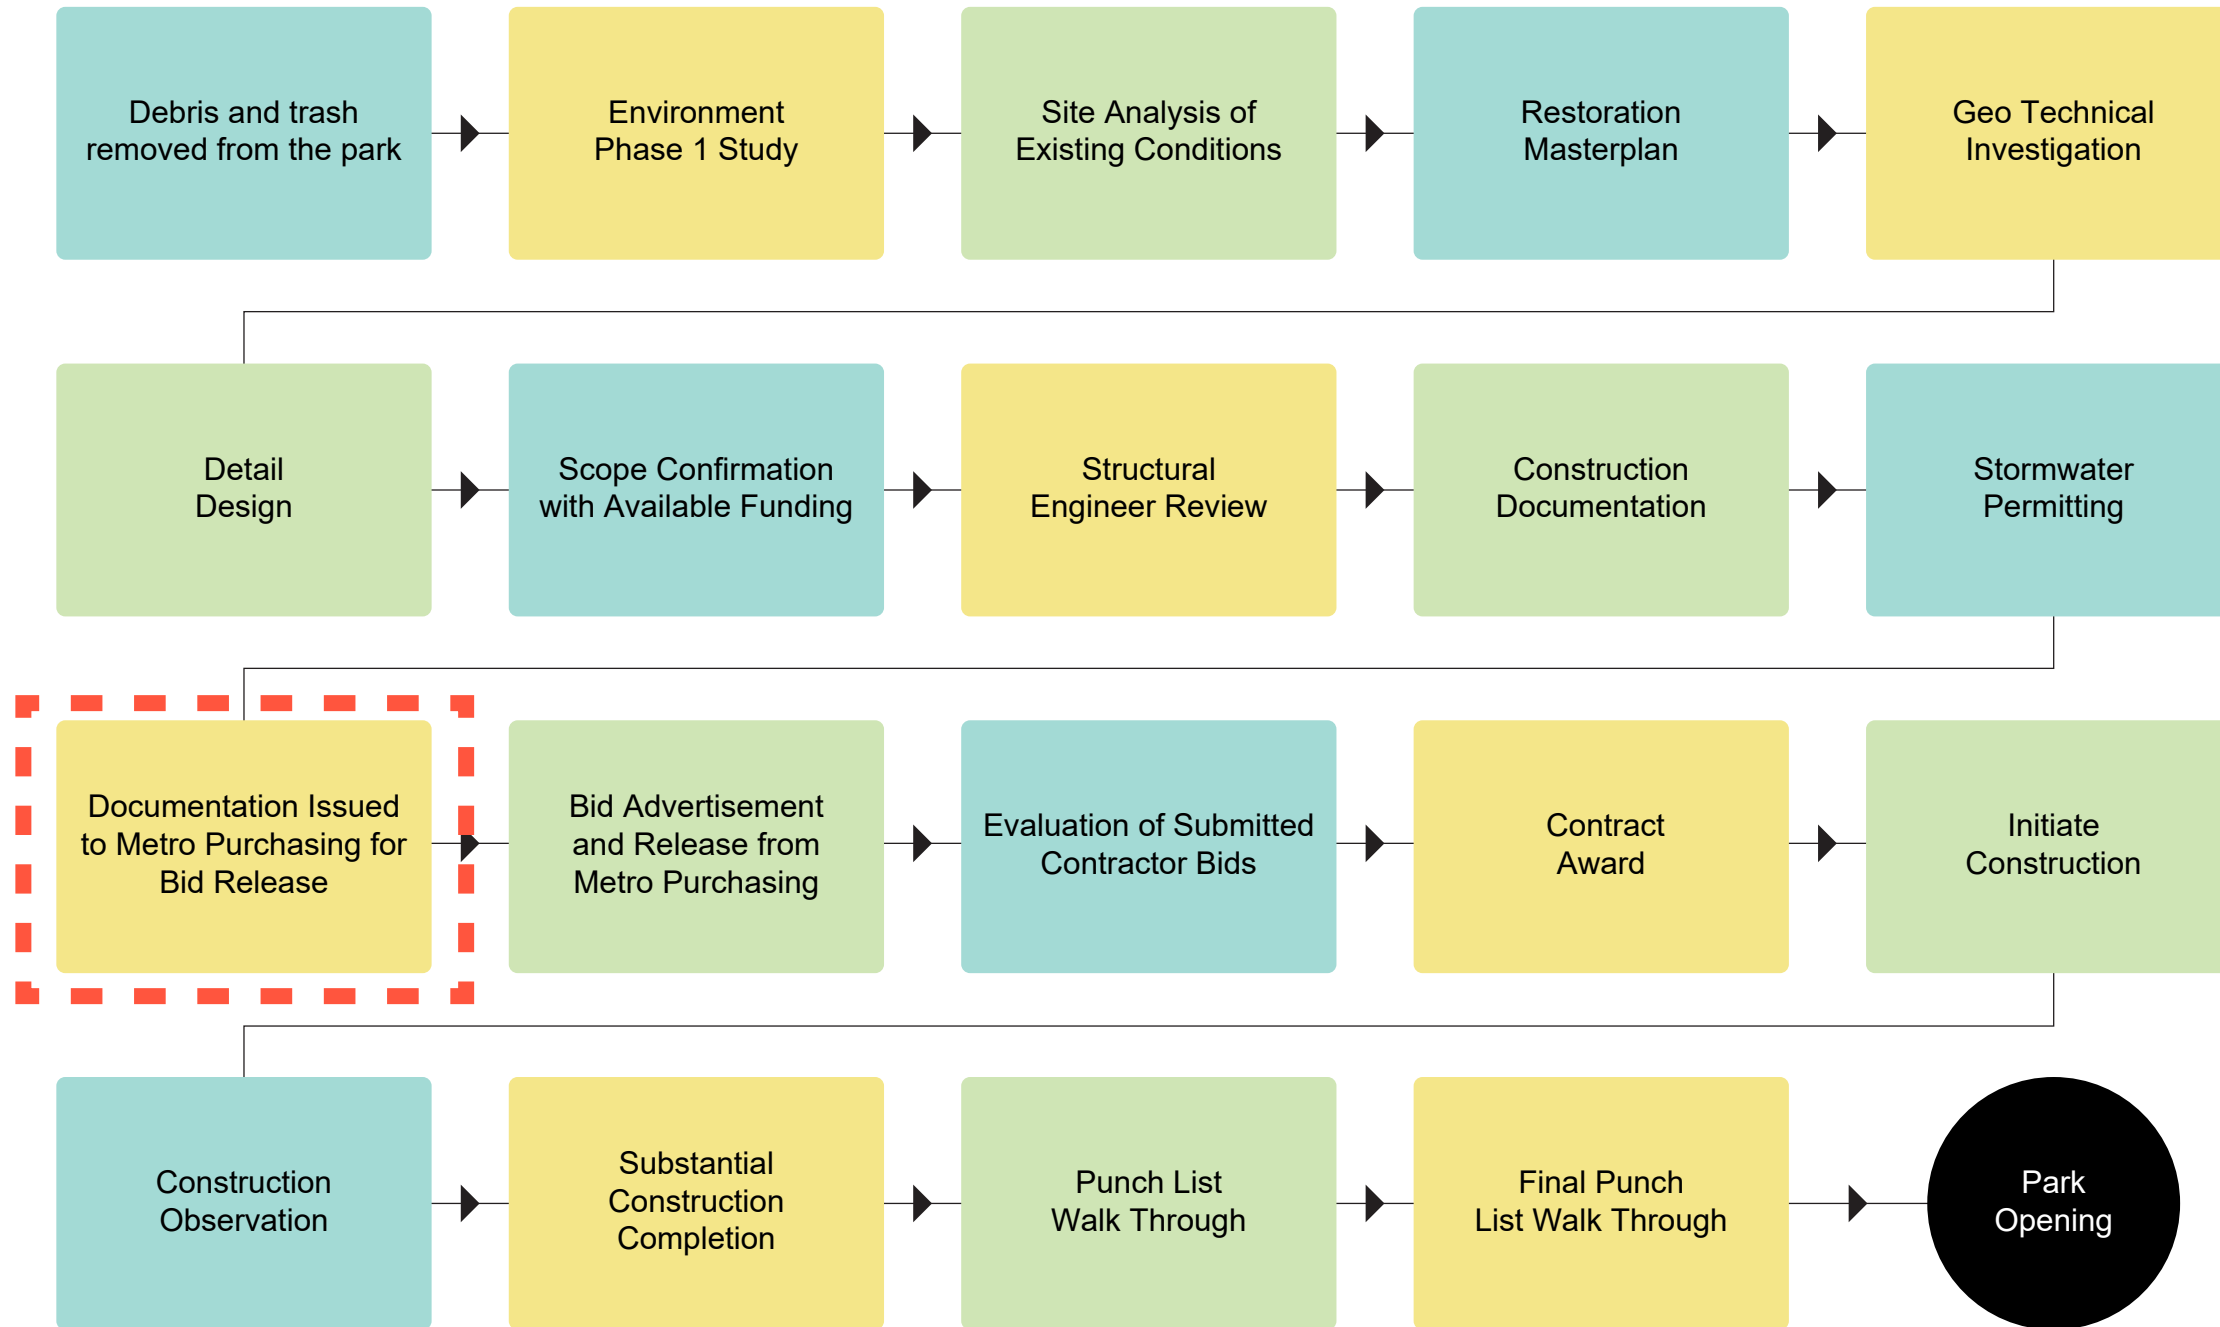 Debris and trash
removed from the park
Environment
Phase 1 Study
Site Analysis of
Existing Conditions
Restoration
Masterplan
Geo Technical
Investigation
Detail
Design
Scope Confirmation
with Available Funding
Structural
Engineer Review
Construction
Documentation
Stormwater
Permitting
Documentation Issued
to Metro Purchasing for
Bid Release
Bid Advertisement
and Release from
Metro Purchasing
Evaluation of Submitted
Contractor Bids
Contract
Award
Initiate
Construction
Construction
Observation
Substantial
Construction
Completion
Punch List
Walk Through
Final Punch
List Walk Through
Park
Opening